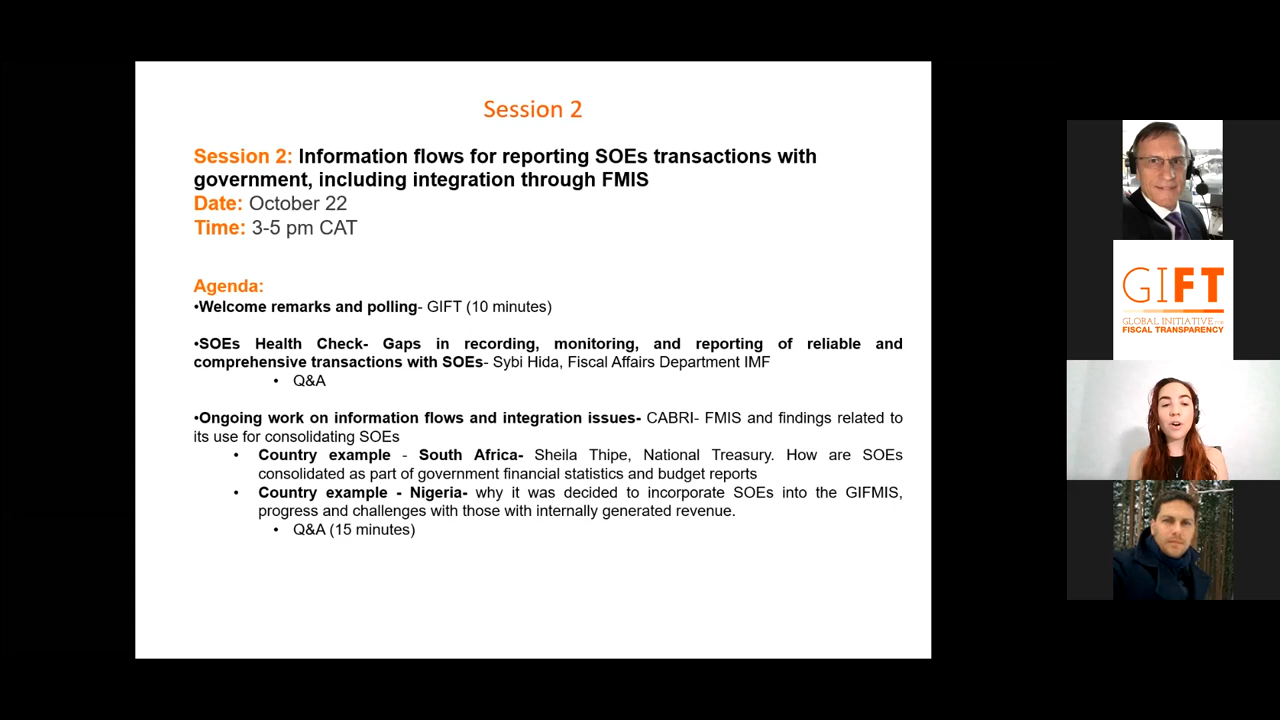 Session 2
Session 2: Information flows for reporting SOEs transactions with
government, including integration through FMIS
Date: October 22
Time: 3-5 pm CAT
Agenda:
•Welcome remarks and polling- GIFT (10 minutes)
•SOEs Health Check- Gaps in recording, monitoring, and reporting of reliable and
comprehensive transactions with SOEs- Sybi Hida, Fiscal Affairs Department IMF
• Q&A
•Ongoing work on information flows and integration issues- CABRI- FMIS and findings related to
its use for consolidating SOEs
• Country example - South Africa- Sheila Thipe, National Treasury. How are SOEs
consolidated as part of government financial statistics and budget reports
• Country example - Nigeria- why it was decided to incorporate SOEs into the GIFMIS,
progress and challenges with those with internally generated revenue.
• Q&A (15 minutes)
GIFT
GLOBAL INITIATIVE FOR
FISCAL TRANSPARENCY